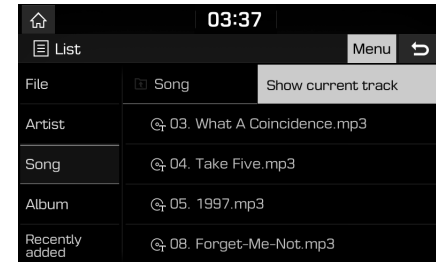 03:37
List
Menu
File
Song
Show current track
Artist
03. What A Coincidence.mp3
Song
04. Take Five.mp3
Album
05. 1997.mp3
Recently
added
08. Forget-Me-Not.mp3